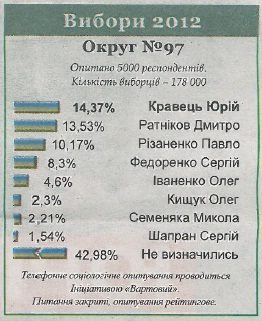 Вибори 2012
Округ №97
Опитано 5000 респондентів.
Кількість виборців – 178 000
14,37% Кравець Юрій
13,53% Ратніков Дмитро
10,17% Різаненко Павло
8,3% Федоренко Сергій
4,6% Іваненко Олег
2,3% Кищук Олег
2,21% Семеняка Микола
1,54% Шапран Сергій
42,98% Не визначились
Телефонне соціологічне опитування проводиться
Ініціативою «Вартовий».
Питання закриті, опитування рейтингове.